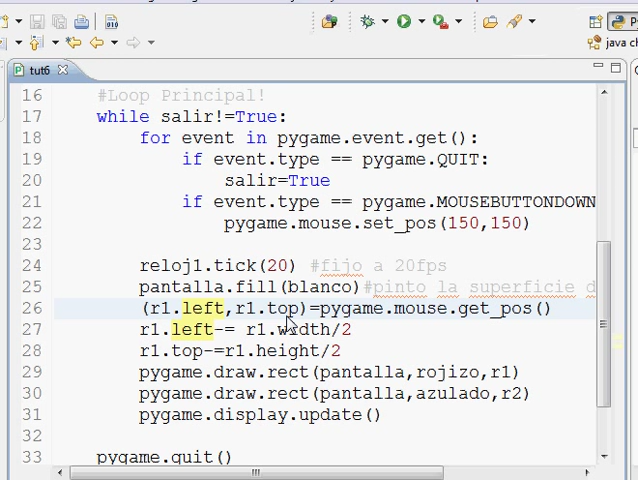 P
java ch
tut6
16 #Loop Principal!
17 while salir!=True:
18 for event in pygame.event.get():
19 if event.type == pygame.QUIT:
20 salir=True
21 if event.type == pygame.MOUSEBUTTONDOWN
22 pygame.mouse.set_pos(150,150)
23
24 reloj1.tick(20) #fijo a 20fps
25 pantalla.fill(blanco)#pinto la superficie d
26 (r1.left,r1.top)=pygame.mouse.get_pos()
27 r1.left-= r1.width/2
28 r1.top-=r1.height/2
29 pygame.draw.rect(pantalla,rojizo,r1)
30 pygame.draw.rect(pantalla,azulado,r2)
31 pygame.display.update()
32
33 pygame.quit()